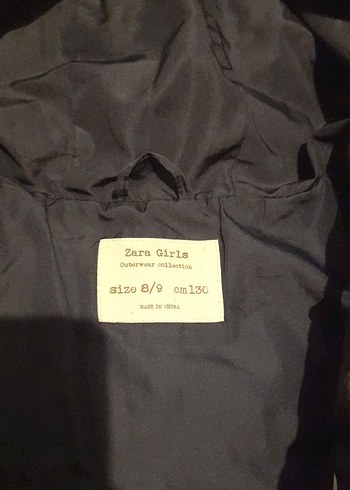 Zara Girls
Outerwear collection
size 8/9 cm130
MADE IN CHINA